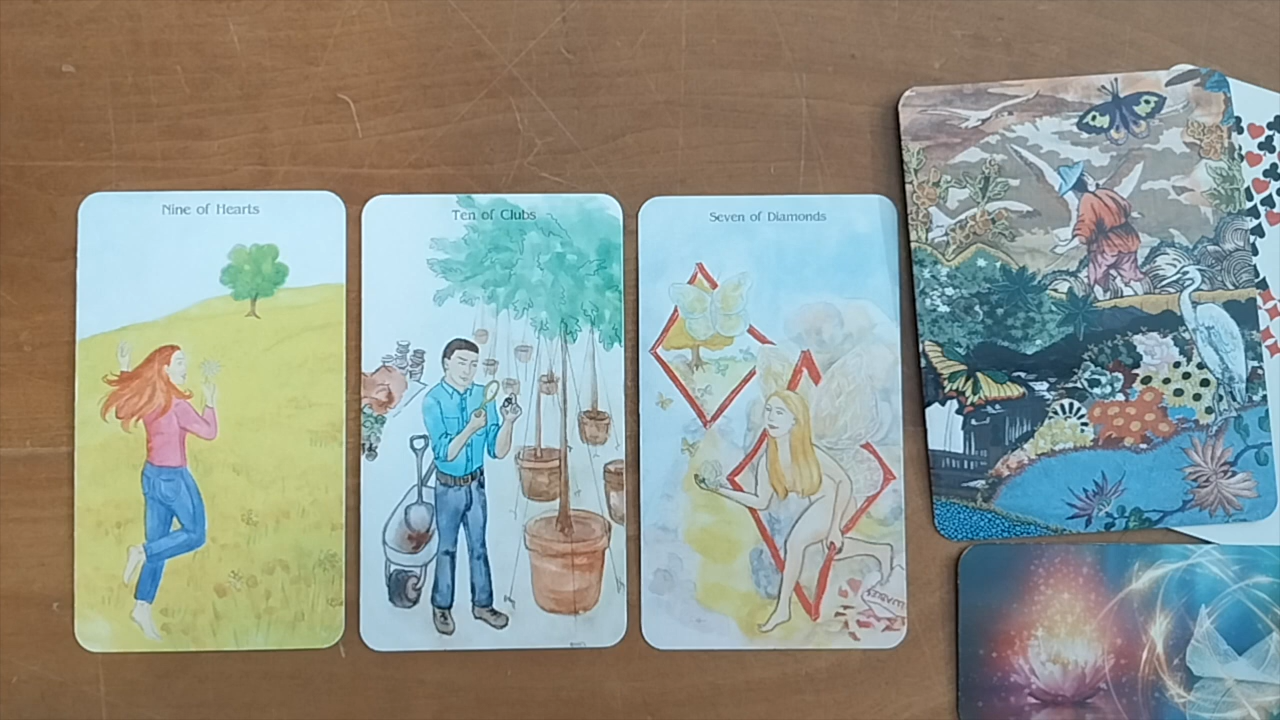 Nine of Hearts
Ten of Clubs
Seven of Diamonds